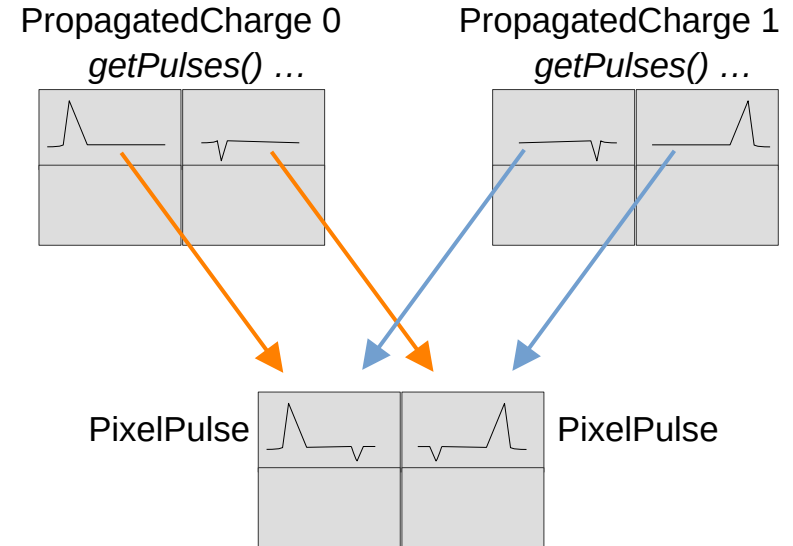 PropagatedCharge 0
getPulses() …
PropagatedCharge 1
getPulses() …
PixelPulse
PixelPulse